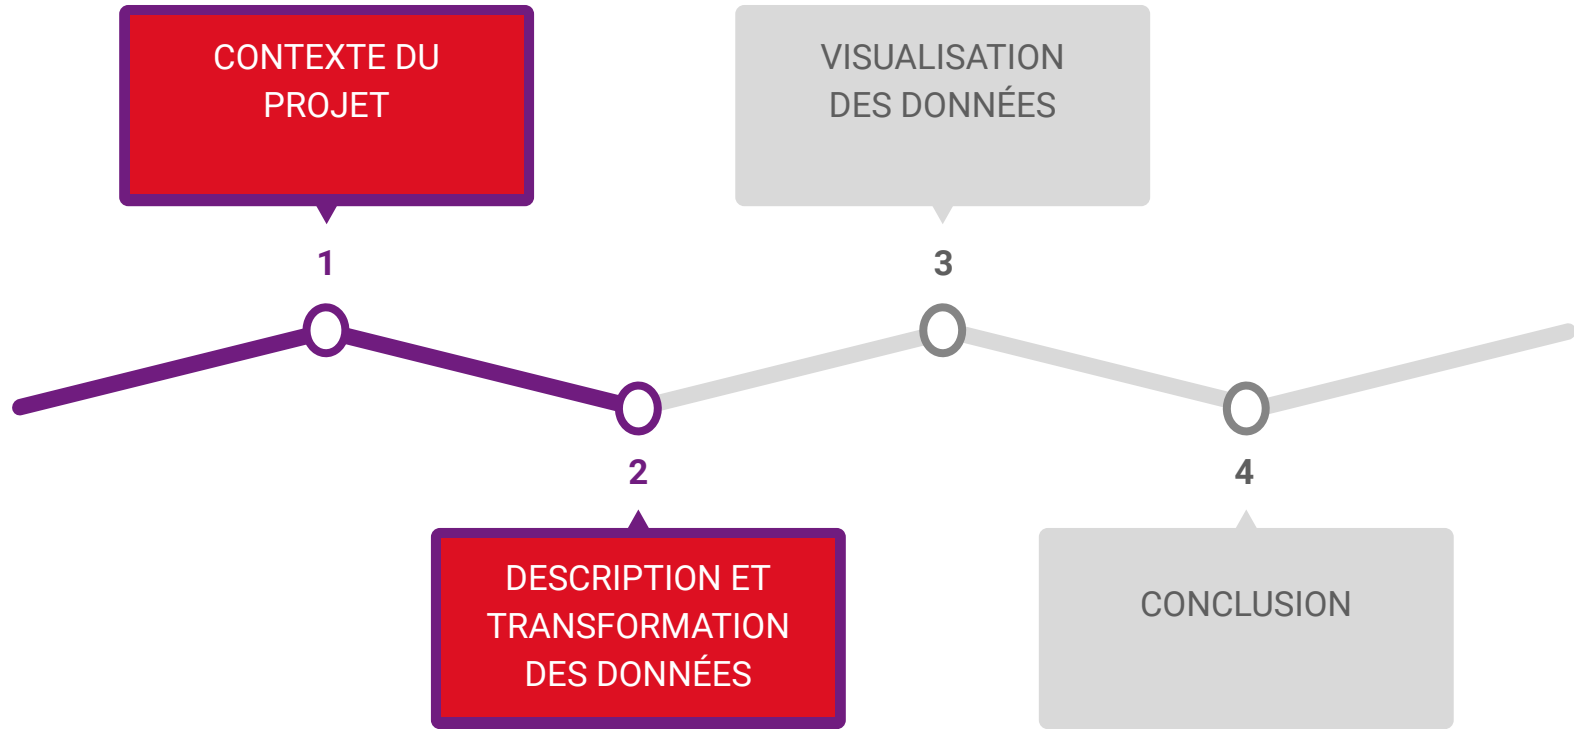 CONTEXTE DU
PROJET
1
DESCRIPTION ET
TRANSFORMATION
DES DONNÉES
2
VISUALISATION
DES DONNÉES
3
CONCLUSION
4